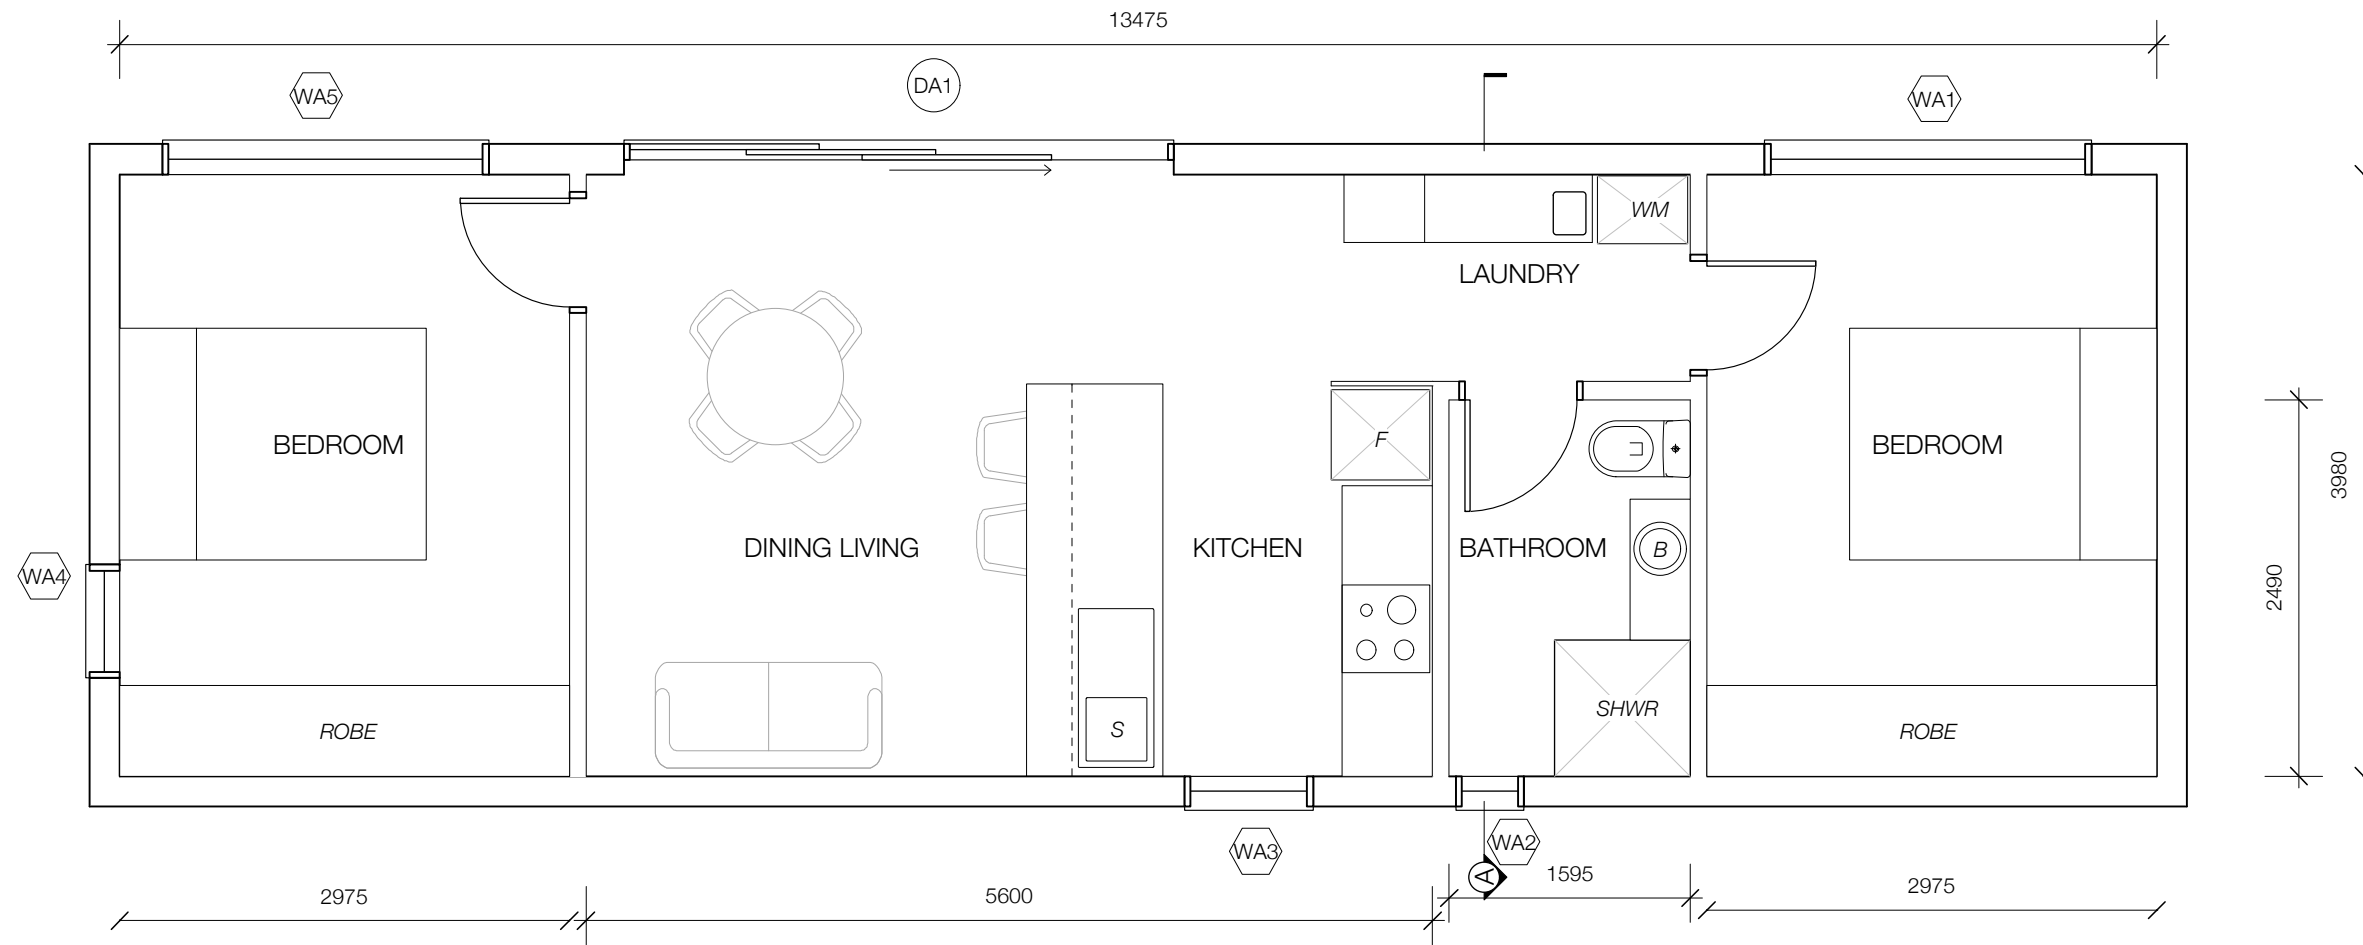 13475
WA5
DA1
WA1
WM
LAUNDRY
F
BEDROOM
BEDROOM
3980
DINING LIVING
KITCHEN
BATHROOM
B
WA4
2490
SHWR
ROBE
S
ROBE
WA3
WA2
A
1595
2975
5600
2975